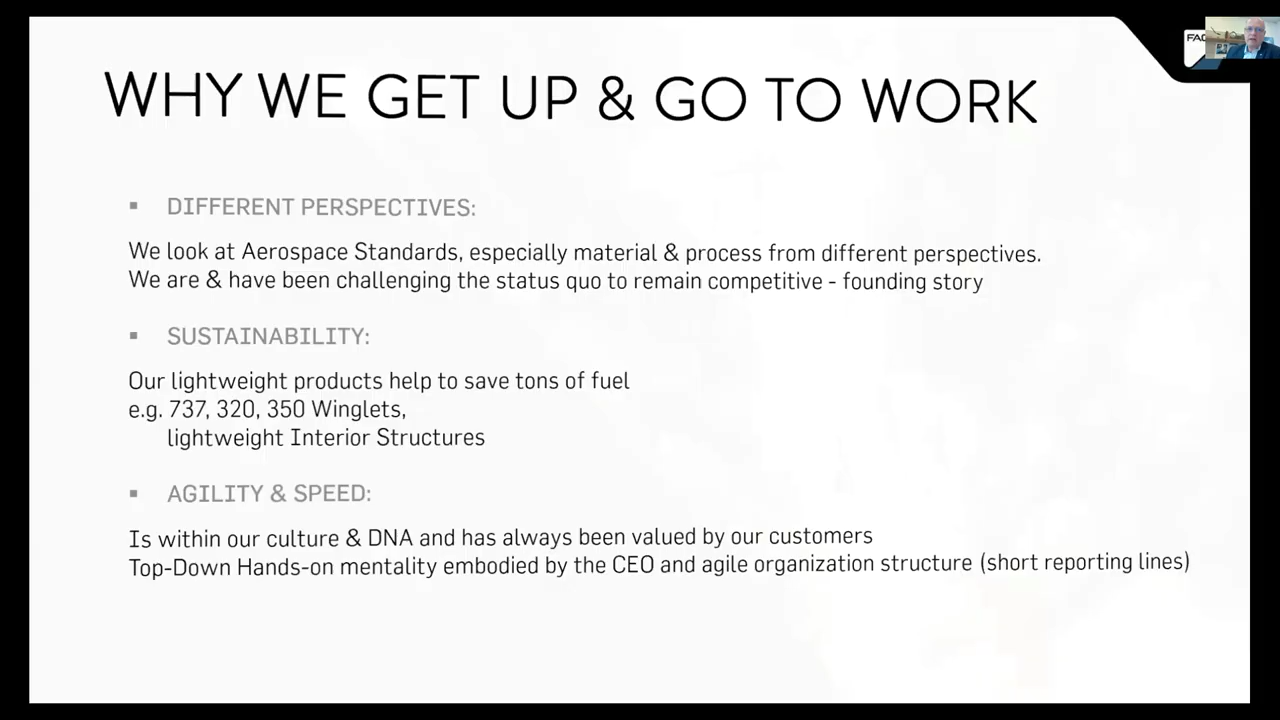 WHY WE GET UP & GO TO WORK
▪ DIFFERENT PERSPECTIVES:
We look at Aerospace Standards, especially material & process from different perspectives.
We are & have been challenging the status quo to remain competitive - founding story
▪ SUSTAINABILITY:
Our lightweight products help to save tons of fuel
e.g. 737, 320, 350 Winglets,
lightweight Interior Structures
▪ AGILITY & SPEED:
Is within our culture & DNA and has always been valued by our customers
Top-Down Hands-on mentality embodied by the CEO and agile organization structure (short reporting lines)